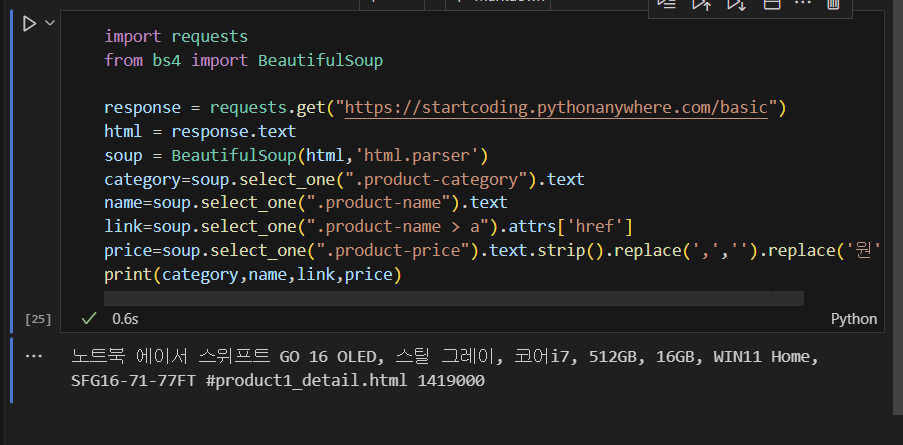 import requests
from bs4 import BeautifulSoup
response = requests.get("https://startcoding.pythonanywhere.com/basic")
html = response.text
soup = BeautifulSoup(html,'html.parser')
category=soup.select_one(".product-category").text
name=soup.select_one(".product-name").text
link=soup.select_one(".product-name > a").attrs['href']
price=soup.select_one(".product-price").text.strip().replace(',','').replace('원'
print(category,name,link,price)
[25]
0.6s
Python
노트북 에이서 스위프트 GO 16 OLED, 스틸 그레이, 코어i7, 512GB, 16GB, WIN11 Home,
SFG16-71-77FT #product1_detail.html 1419000